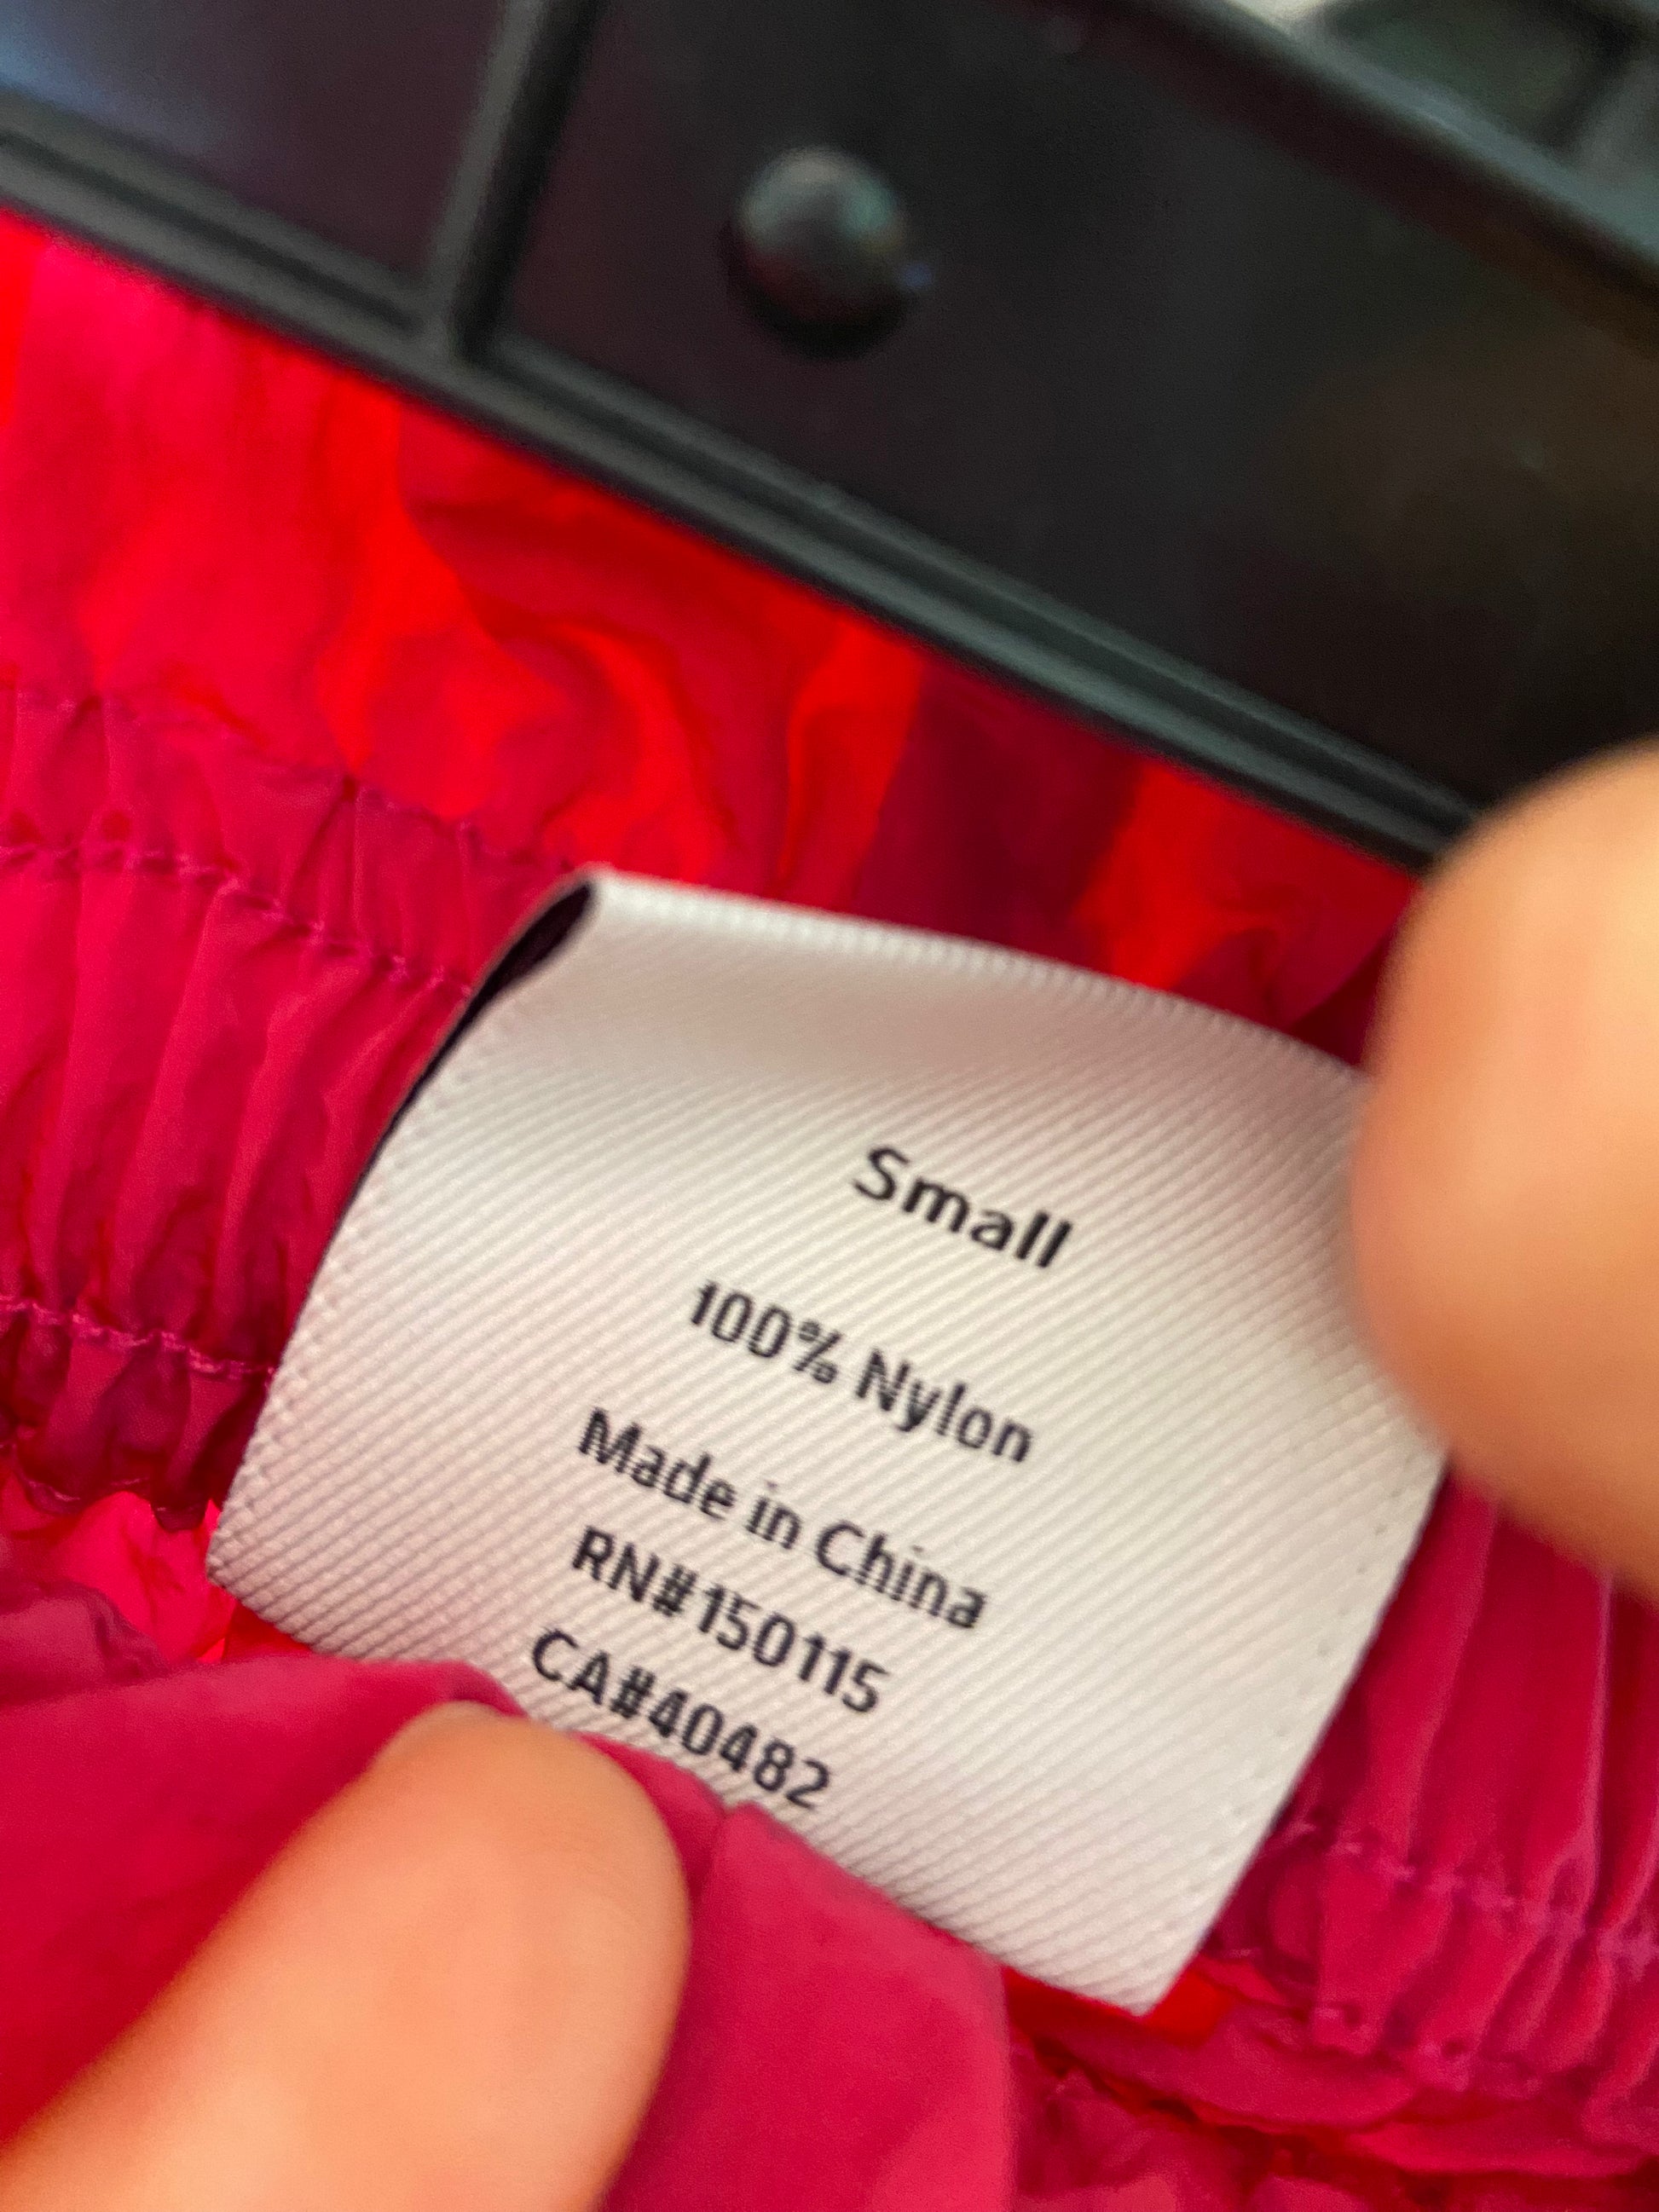 Small
100% Nylon
Made in China
RN#150115
CA#40482